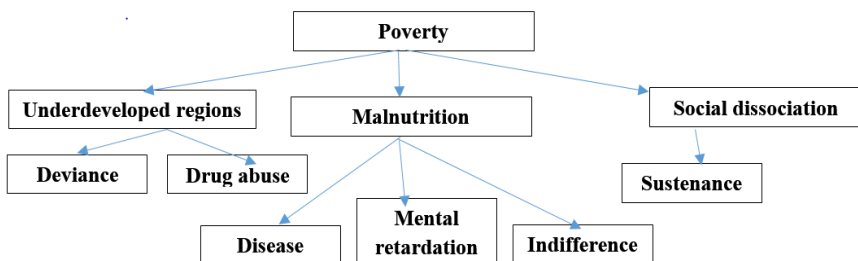 Poverty
Underdeveloped regions
Malnutrition
Social dissociation
Deviance
Drug abuse
Sustenance
Disease
Mental
retardation
Indifference